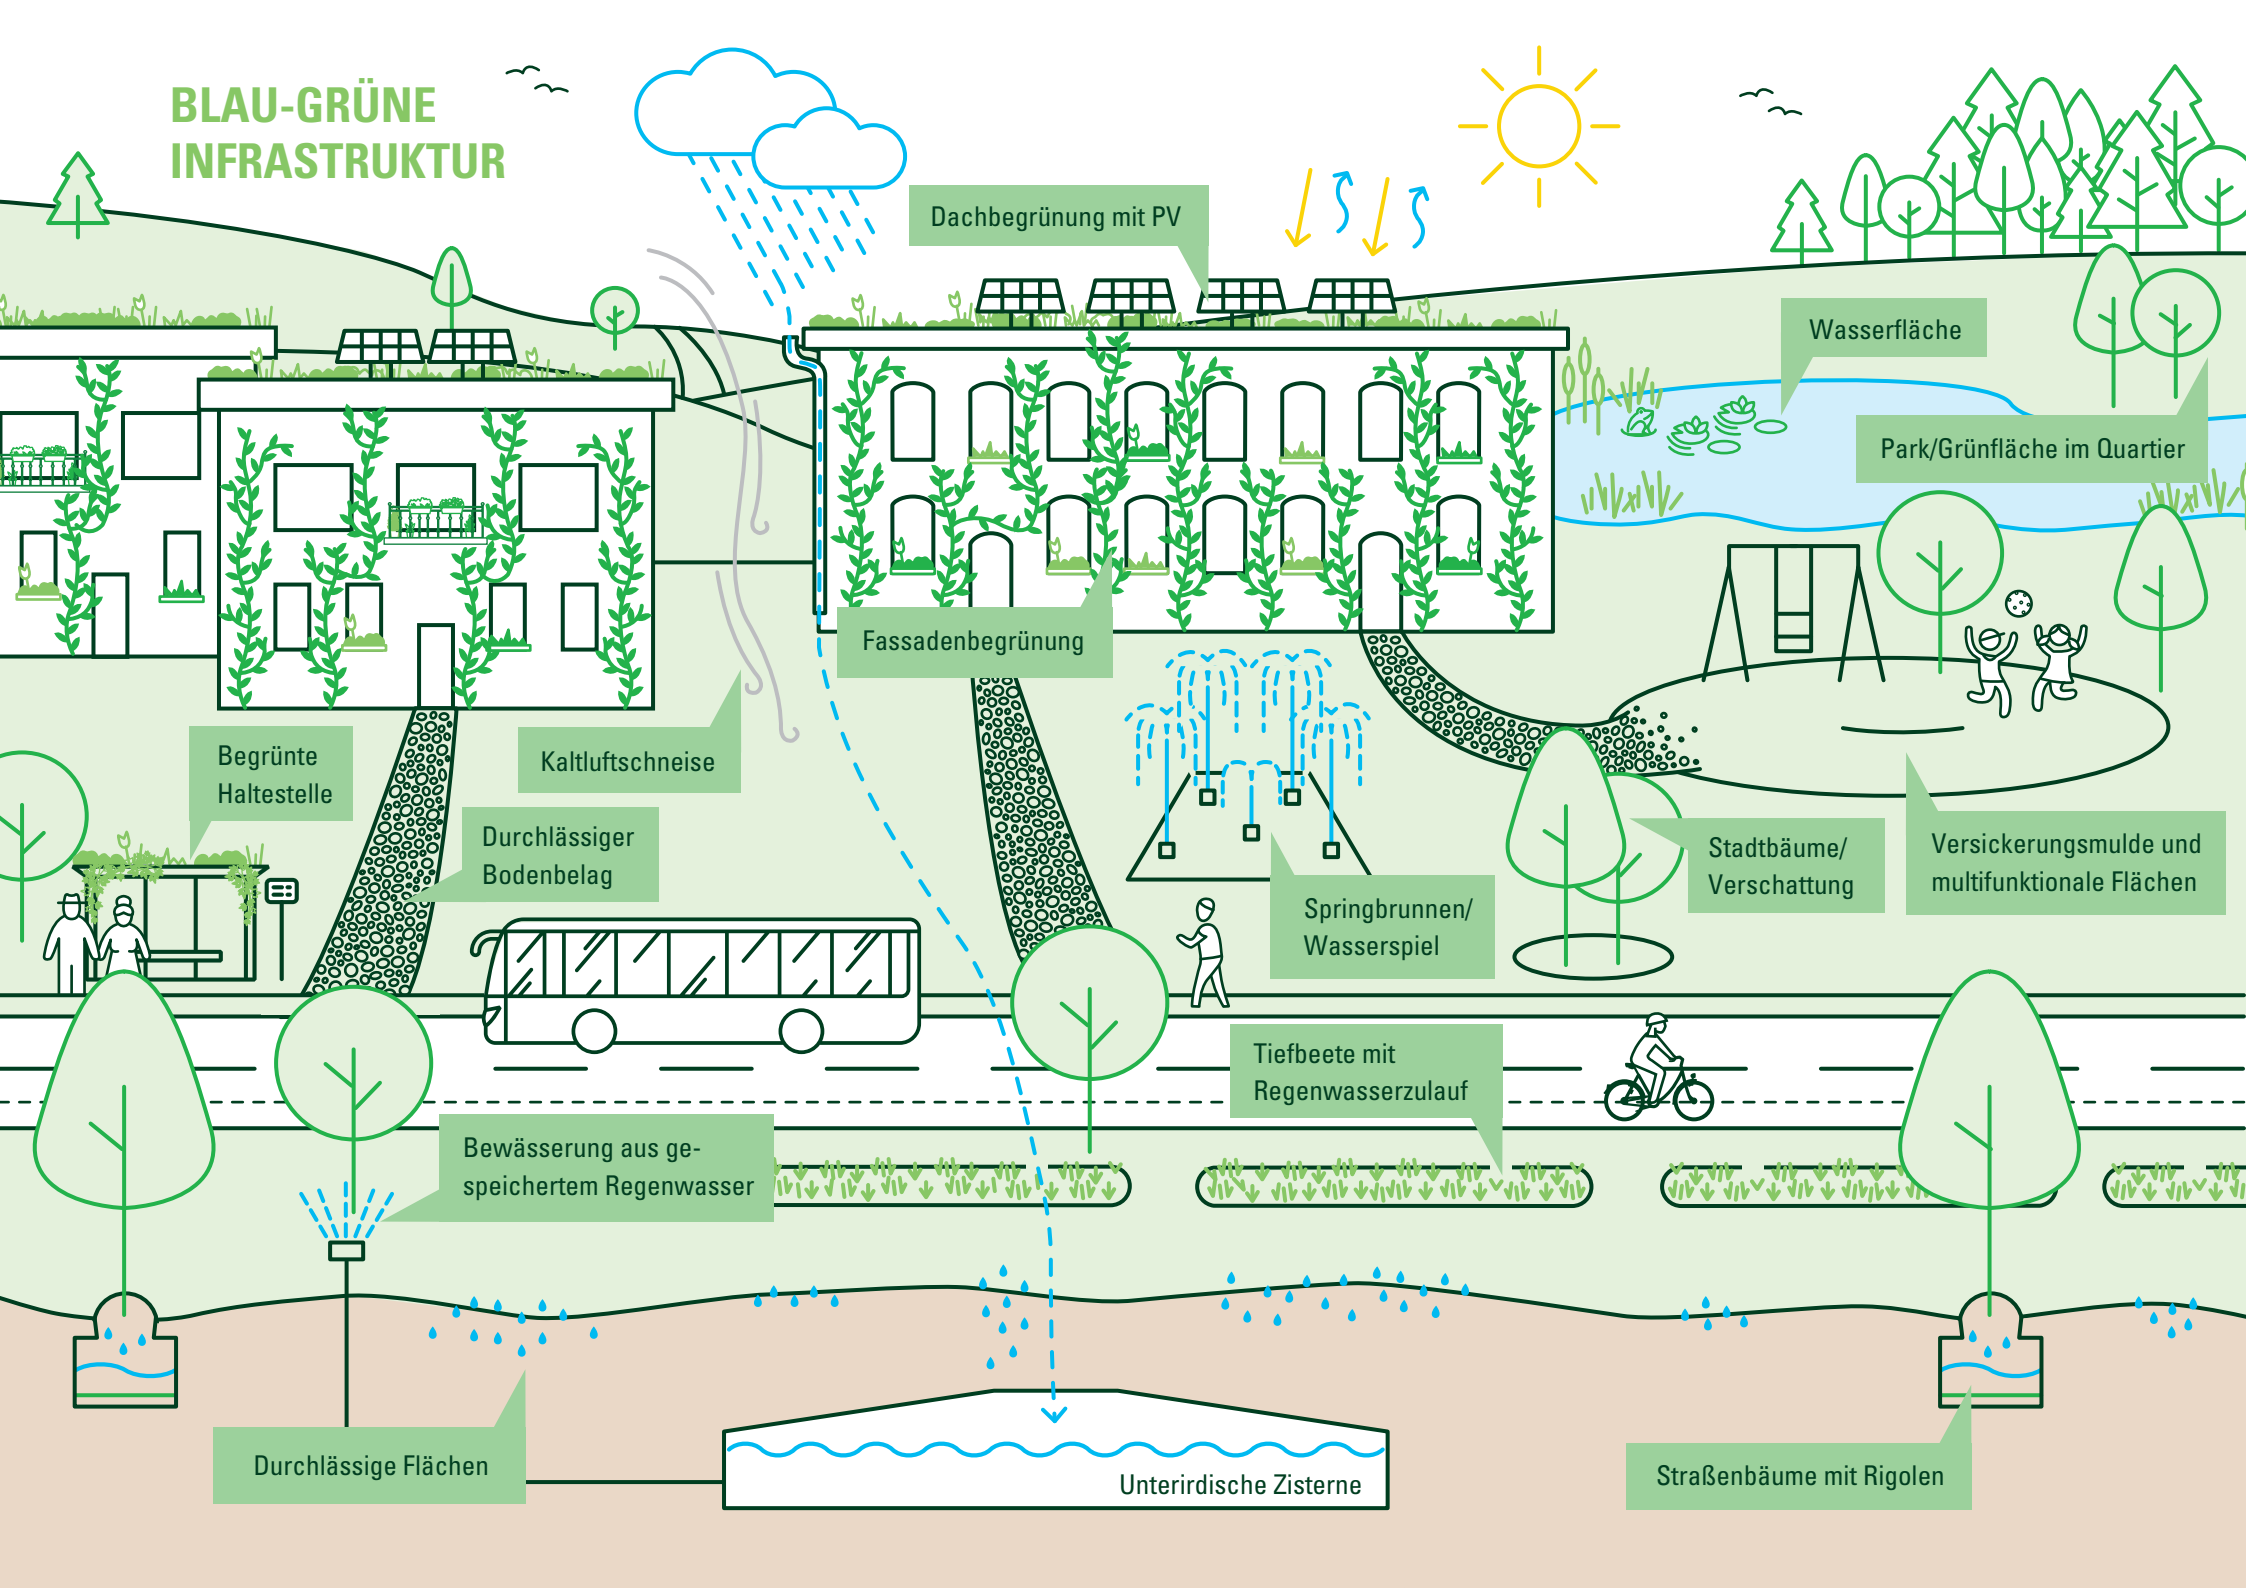 BLAU-GRÜNE
INFRASTRUKTUR
Dachbegrünung mit PV
Wasserfläche
Park/Grünfläche im Quartier
Fassadenbegrünung
Begrünte
Haltestelle
Kaltluftschneise
Durchlässiger
Bodenbelag
Springbrunnen/
Wasserspiel
Stadtbäume/
Verschattung
Versickerungsmulde und
multifunktionale Flächen
Tiefbeete mit
Regenwasserzulauf
Bewässerung aus ge-
speichertem Regenwasser
Durchlässige Flächen
Unterirdische Zisterne
Straßenbäume mit Rigolen